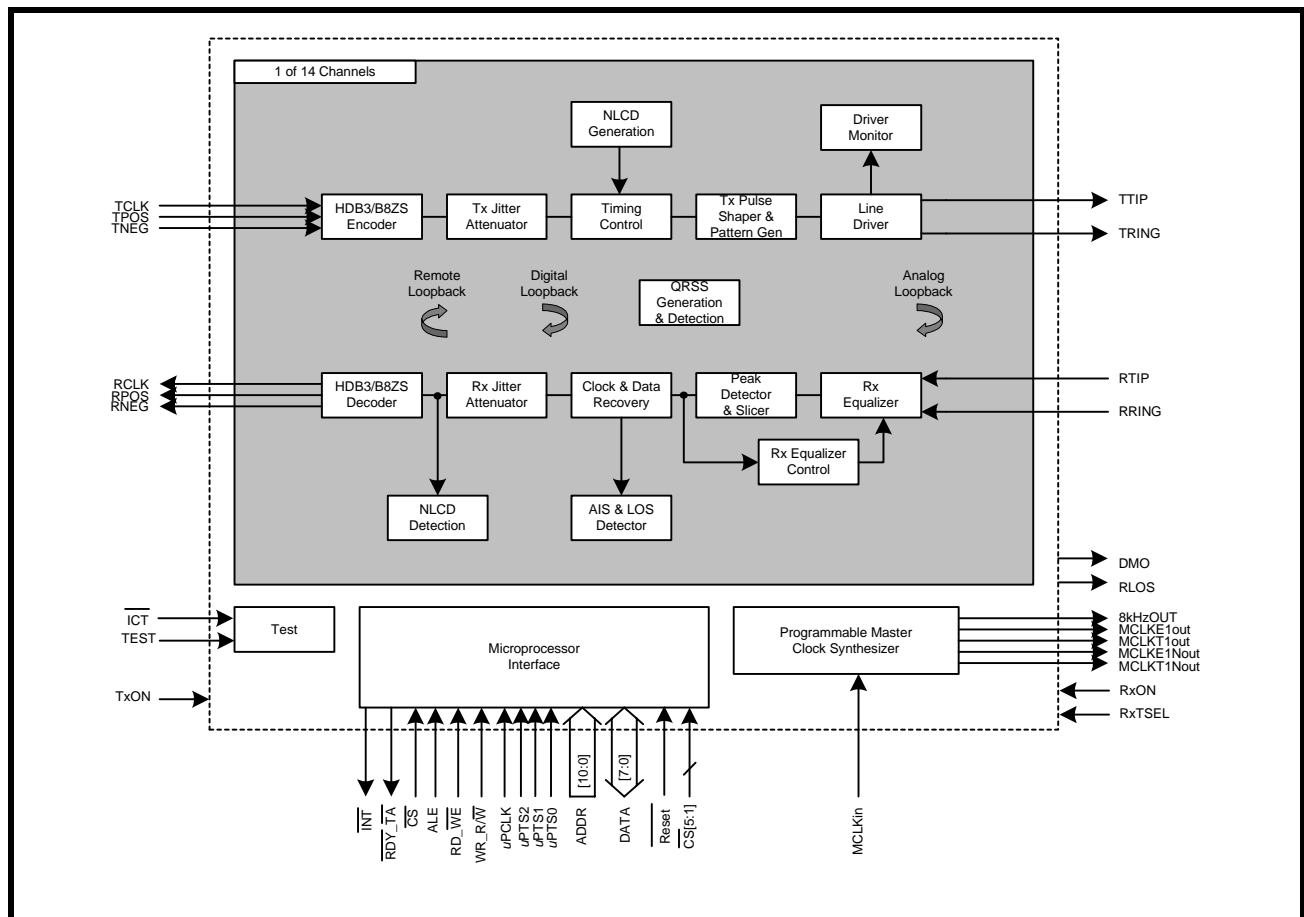 1 of 14 Channels
NLCD
Generation
Driver
Monitor
TCLK
TPOS
TNEG
HDB3/B8ZS
Encoder
Tx Jitter
Attenuator
Timing
Control
Tx Pulse
Shaper &
Pattern Gen
Line
Driver
TTIP
TRING
Remote
Loopback
Digital
Loopback
QRSS
Generation
& Detection
Analog
Loopback
RCLK
RPOS
RNEG
HDB3/B8ZS
Decoder
Rx Jitter
Attenuator
Clock & Data
Recovery
Peak
Detector
& Slicer
Rx
Equalizer
RTIP
RRING
Rx Equalizer
Control
NLCD
Detection
AIS & LOS
Detector
DMO
RLOS
ICT
TEST
Test
Microprocessor
Interface
Programmable Master
Clock Synthesizer
8kHzOUT
MCLKE1out
MCLKT1out
MCLKE1Nout
MCLKT1Nout
TxON
RxON
RxTSEL
[10:0]
[7:0]
INT
RDY_TA
CS
ALE
RD_WE
WR_R/W
uPCLK
uPTS2
uPTS1
uPTS0
ADDR
DATA
Reset
CS[5:1]
MCLKin